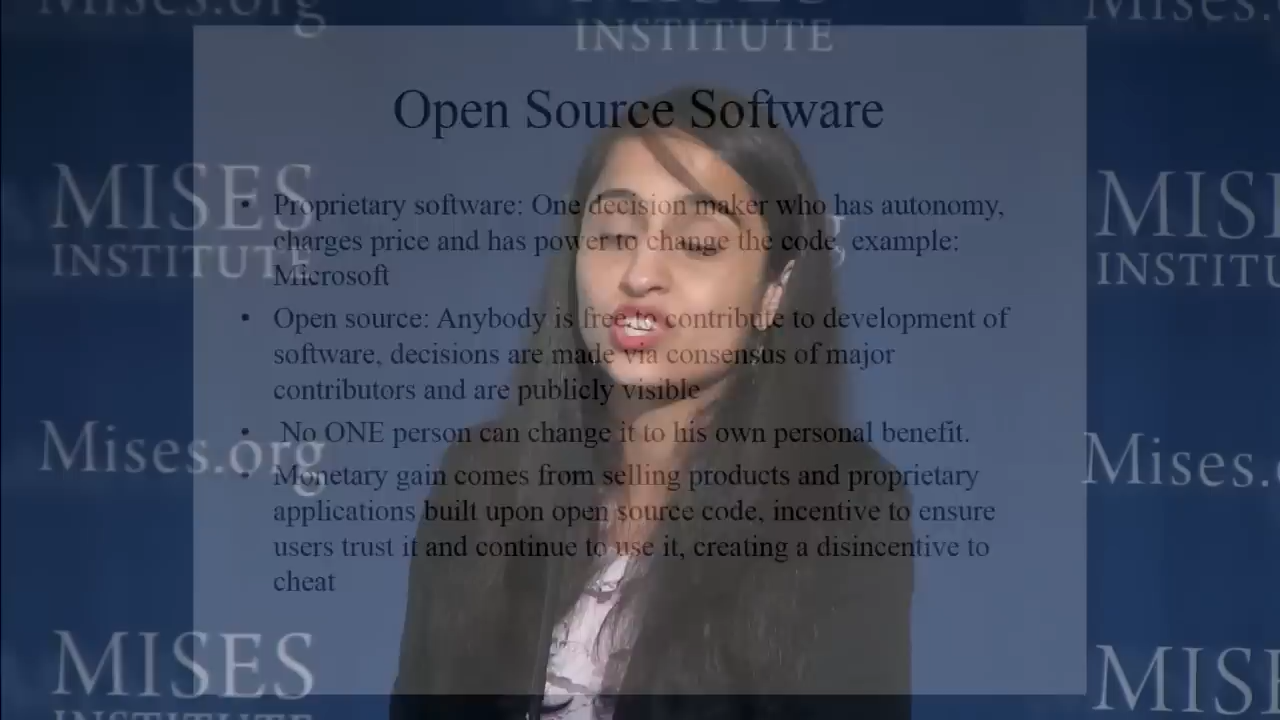 Mises.org
MISES
INSTITUTE
Mises.o
Open Source Software
MISES
INSTITUTE
MISES
INSTITU
• Proprietary software: One decision maker who has autonomy,
charges price and has power to change the code, example:
Microsoft
• Open source: Anybody is free to contribute to development of
software, decisions are made via consensus of major
contributors and are publicly visible
• No ONE person can change it to his own personal benefit.
Mises.org
Mises.o
• Monetary gain comes from selling products and proprietary
applications built upon open source code, incentive to ensure
users trust it and continue to use it, creating a disincentive to
cheat
MISES
INSTITUTE
MISE